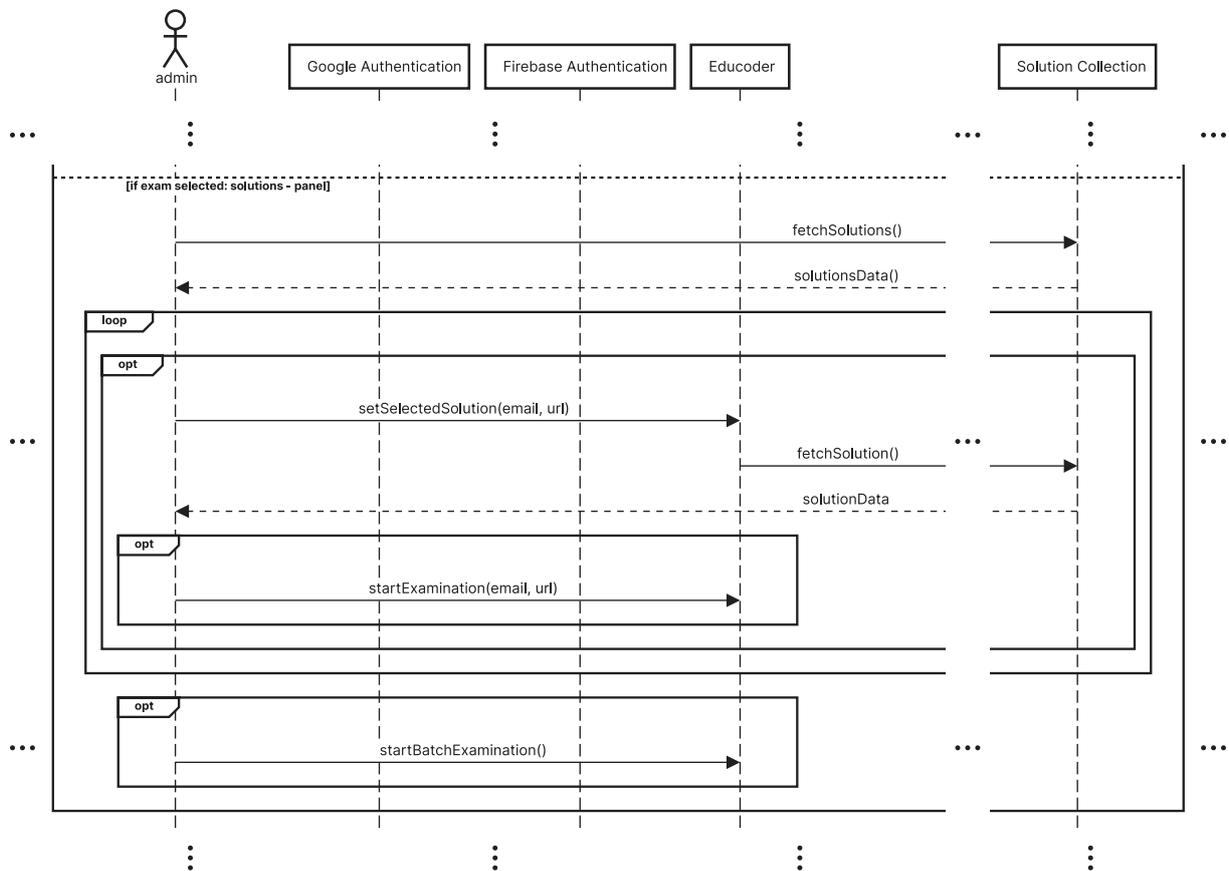 admin
Google Authentication
Firebase Authentication
Educoder
Solution Collection
[if exam selected: solutions - panel]
fetchSolutions()
solutionsData()
loop
opt
setSelectedSolution(email, url)
fetchSolution()
solutionData
opt
startExamination(email, url)
opt
startBatchExamination()